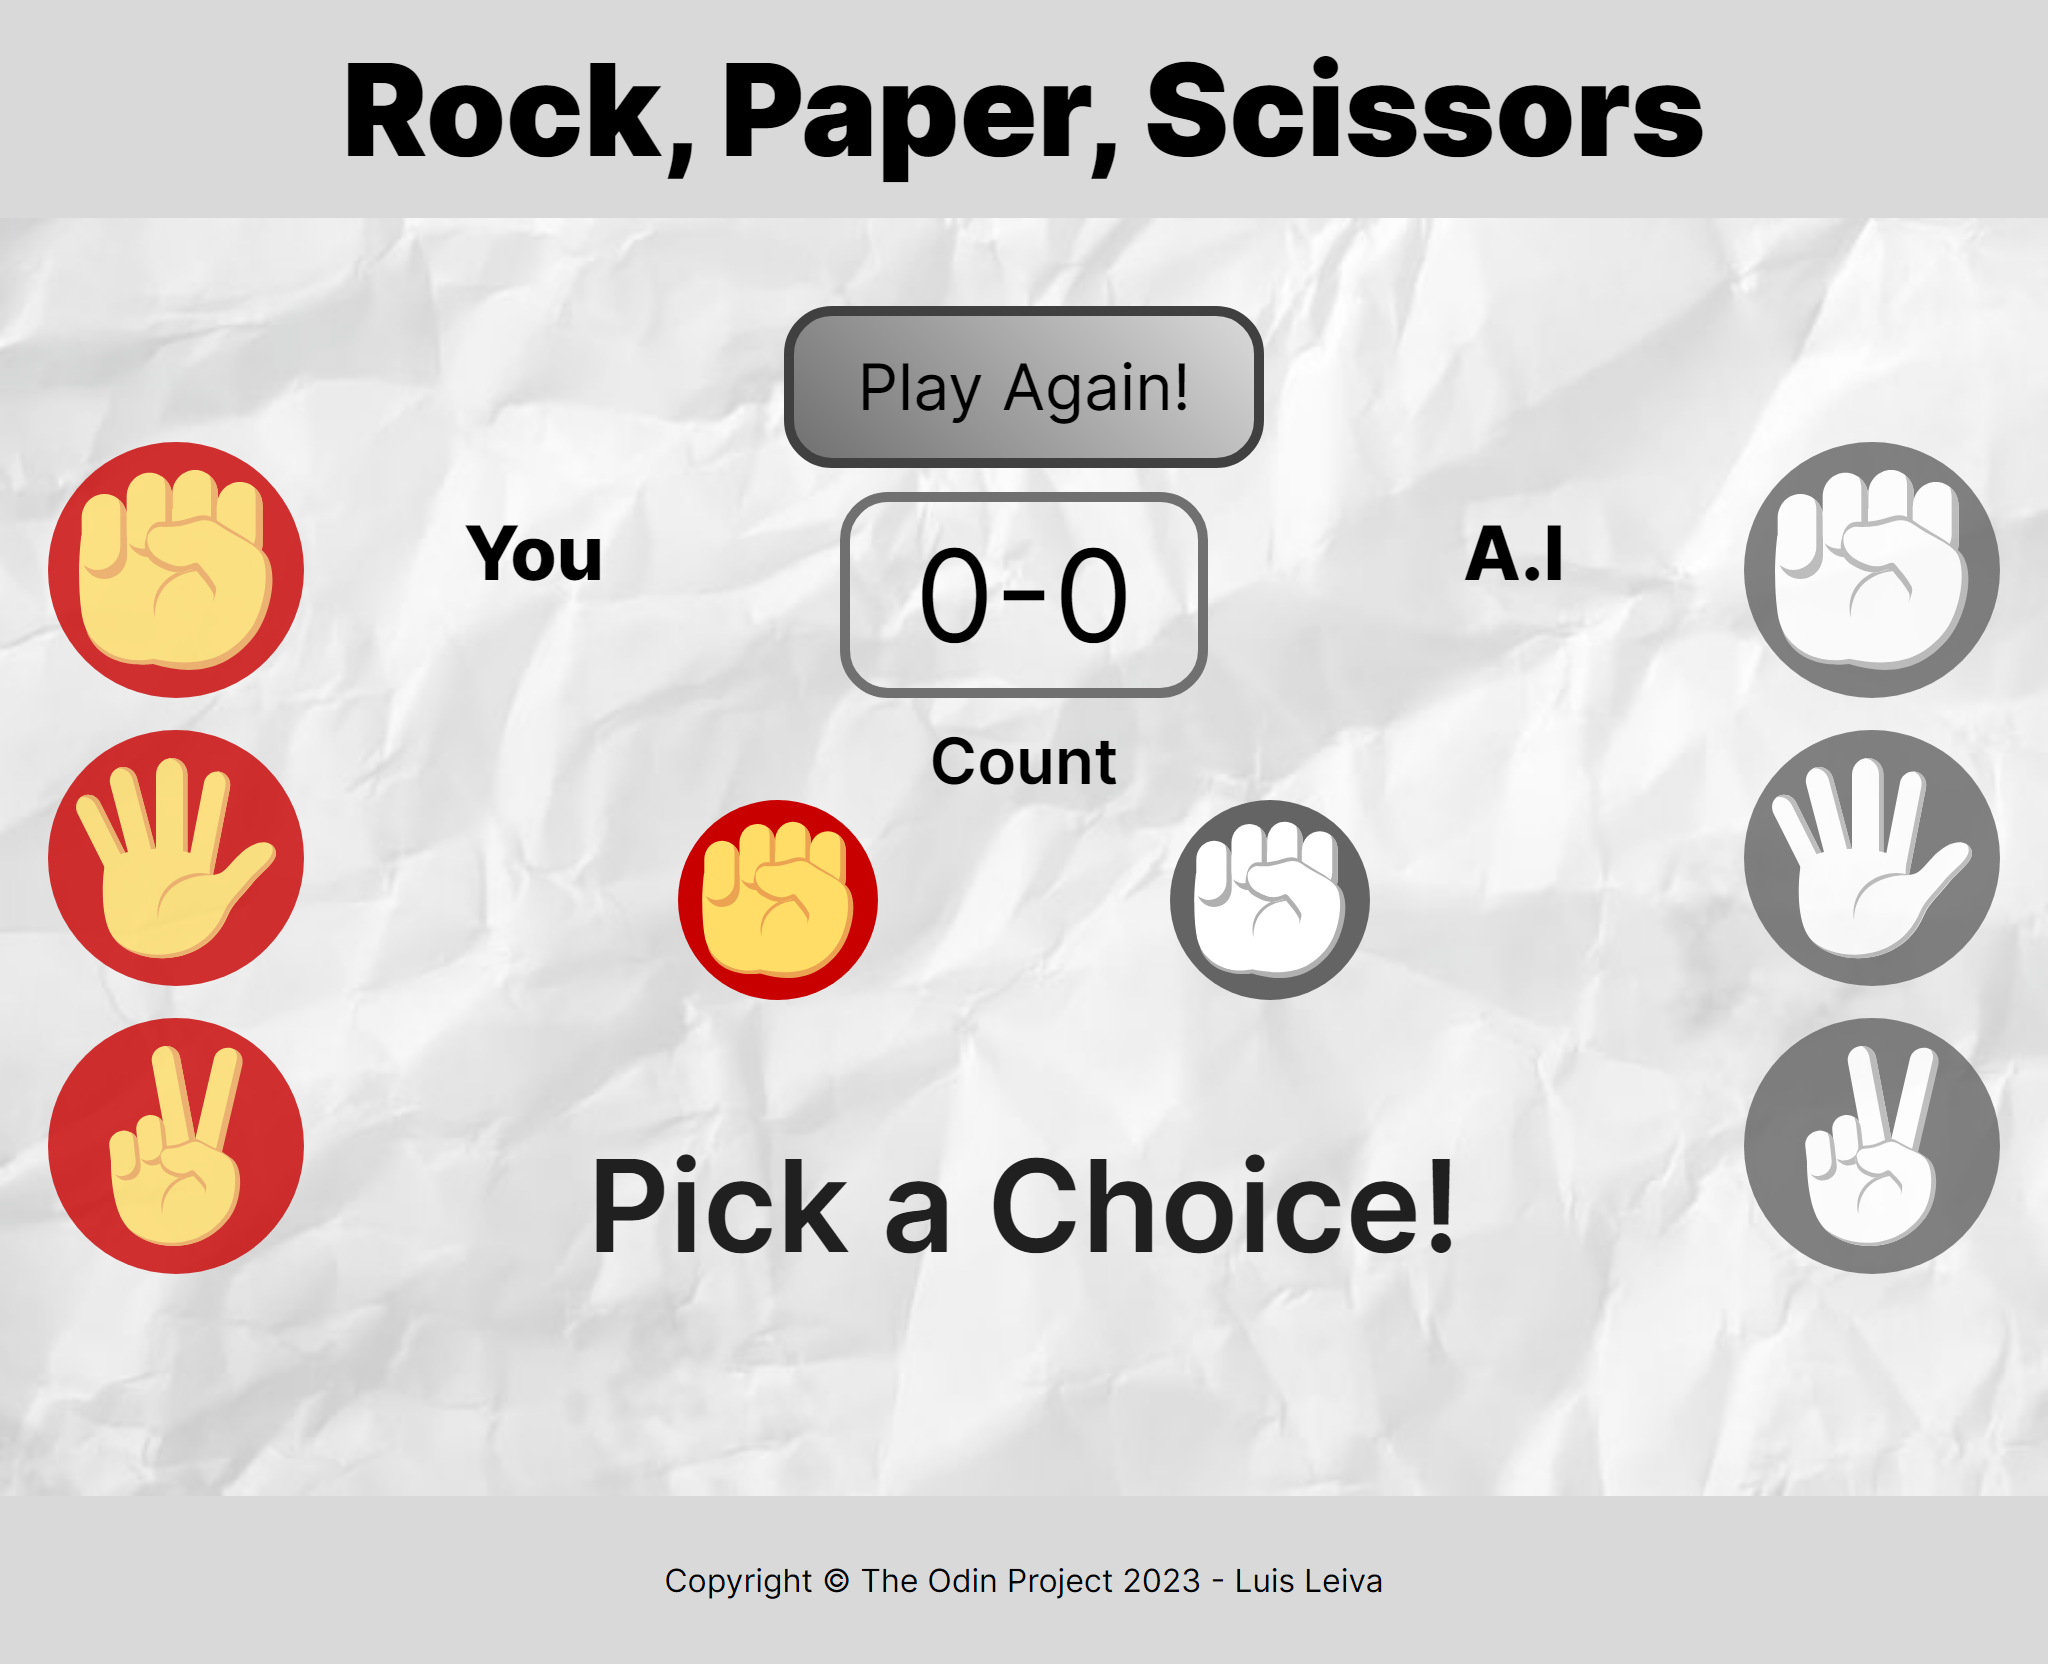 Rock, Paper, Scissors
Play Again!
You
0-0
A.I
Count
Pick a Choice!
Copyright © The Odin Project 2023 - Luis Leiva